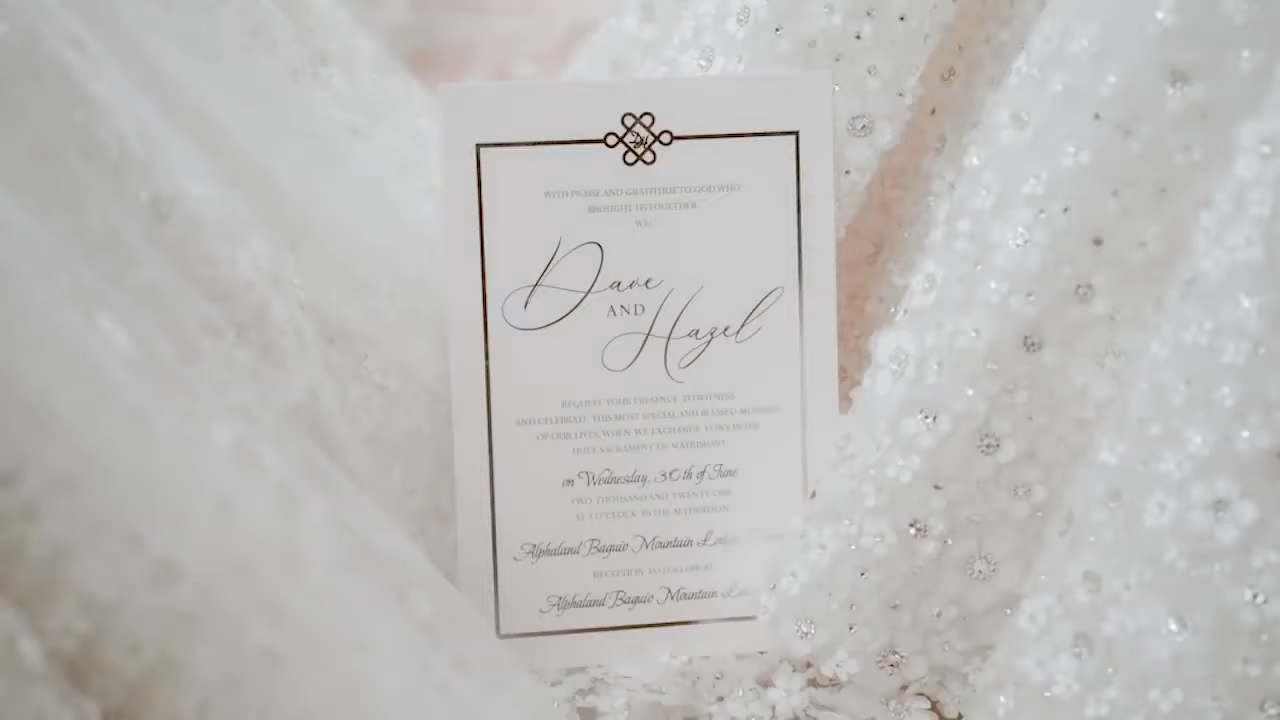 DH
WITH PRAISE AND GRATITUDE TO GOD WHO
BROUGHT US TOGETHER
WE,
Dave
AND
Hazel
REQUEST YOUR PRESENCE TO WITNESS
AND CELEBRATE THIS MOST SPECIAL AND BLESSED MOMENT
OF OUR LIVES, WHEN WE EXCHANGE VOWS IN THE
HOLY SACRAMENT OF MATRIMONY
on Wednesday, 30th of June
TWO THOUSAND AND TWENTY ONE
AT O'CLOCK IN THE AFTERNOON
Alphaland Baguio Mountain
RECEPTION TO FOLLOW AT
Alphaland Baguio Mountain